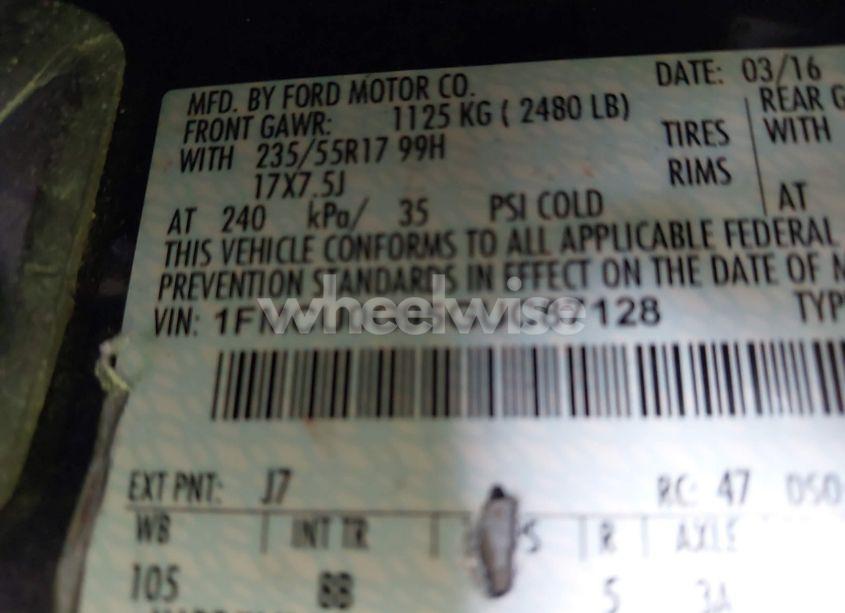 MFD. BY FORD MOTOR CO.
DATE: 03/16
FRONT GAWR: 1125 KG ( 2480 LB)
REAR G
WITH 235/55R17 99H TIRES
WITH
17X7.5J RIMS
AT 240 kPa/ 35 PSI COLD
AT
THIS VEHICLE CONFORMS TO ALL APPLICABLE FEDERAL
PREVENTION STANDARDS IN EFFECT ON THE DATE OF M
wheelwise
VIN:
TYP
EXT PNT: J7
RC: 47 DSO
WB INT TR R AXLE
105 BB 5 3A